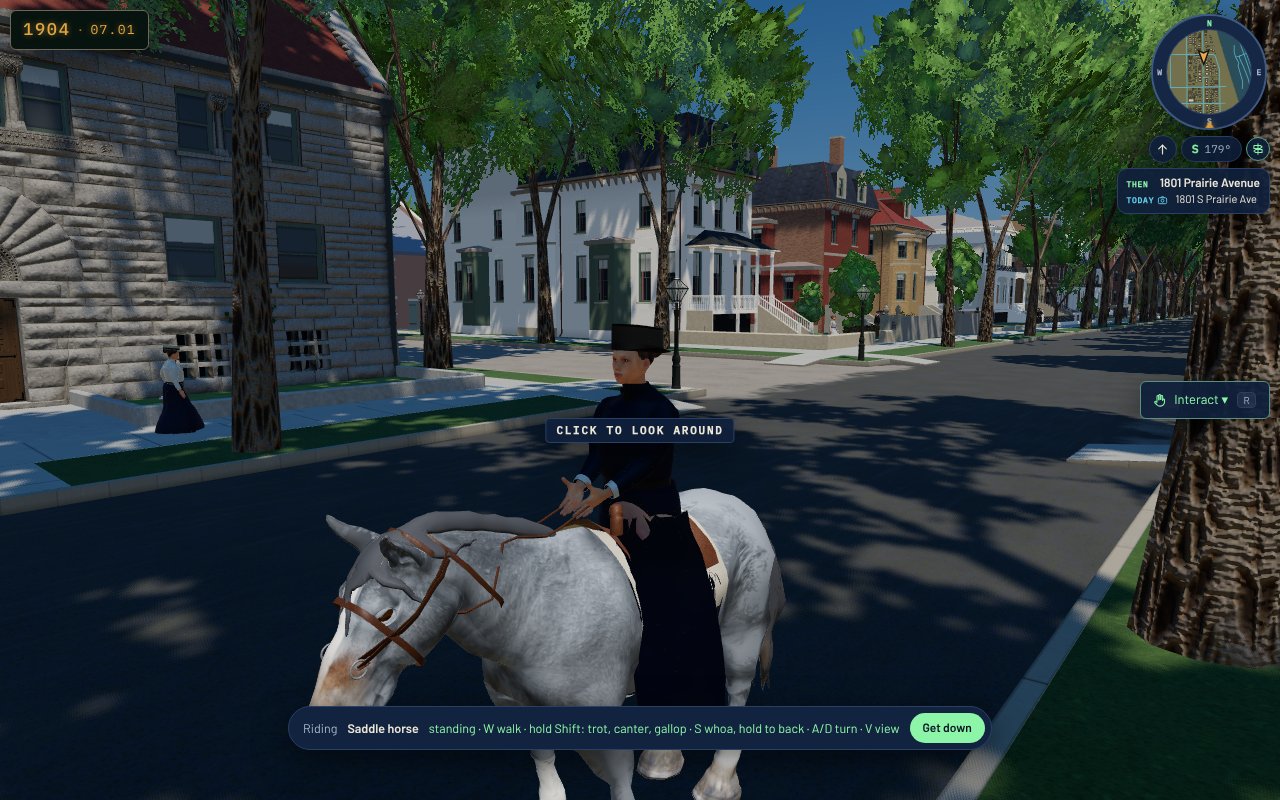 1904 · 07.01
N
W
E
S
S 179°
THEN 1801 Prairie Avenue
TODAY 1801 S Prairie Ave
Interact ▾ R
CLICK TO LOOK AROUND
Riding Saddle horse standing · W walk · hold Shift: trot, canter, gallop · S whoa, hold to back · A/D turn · V view Get down